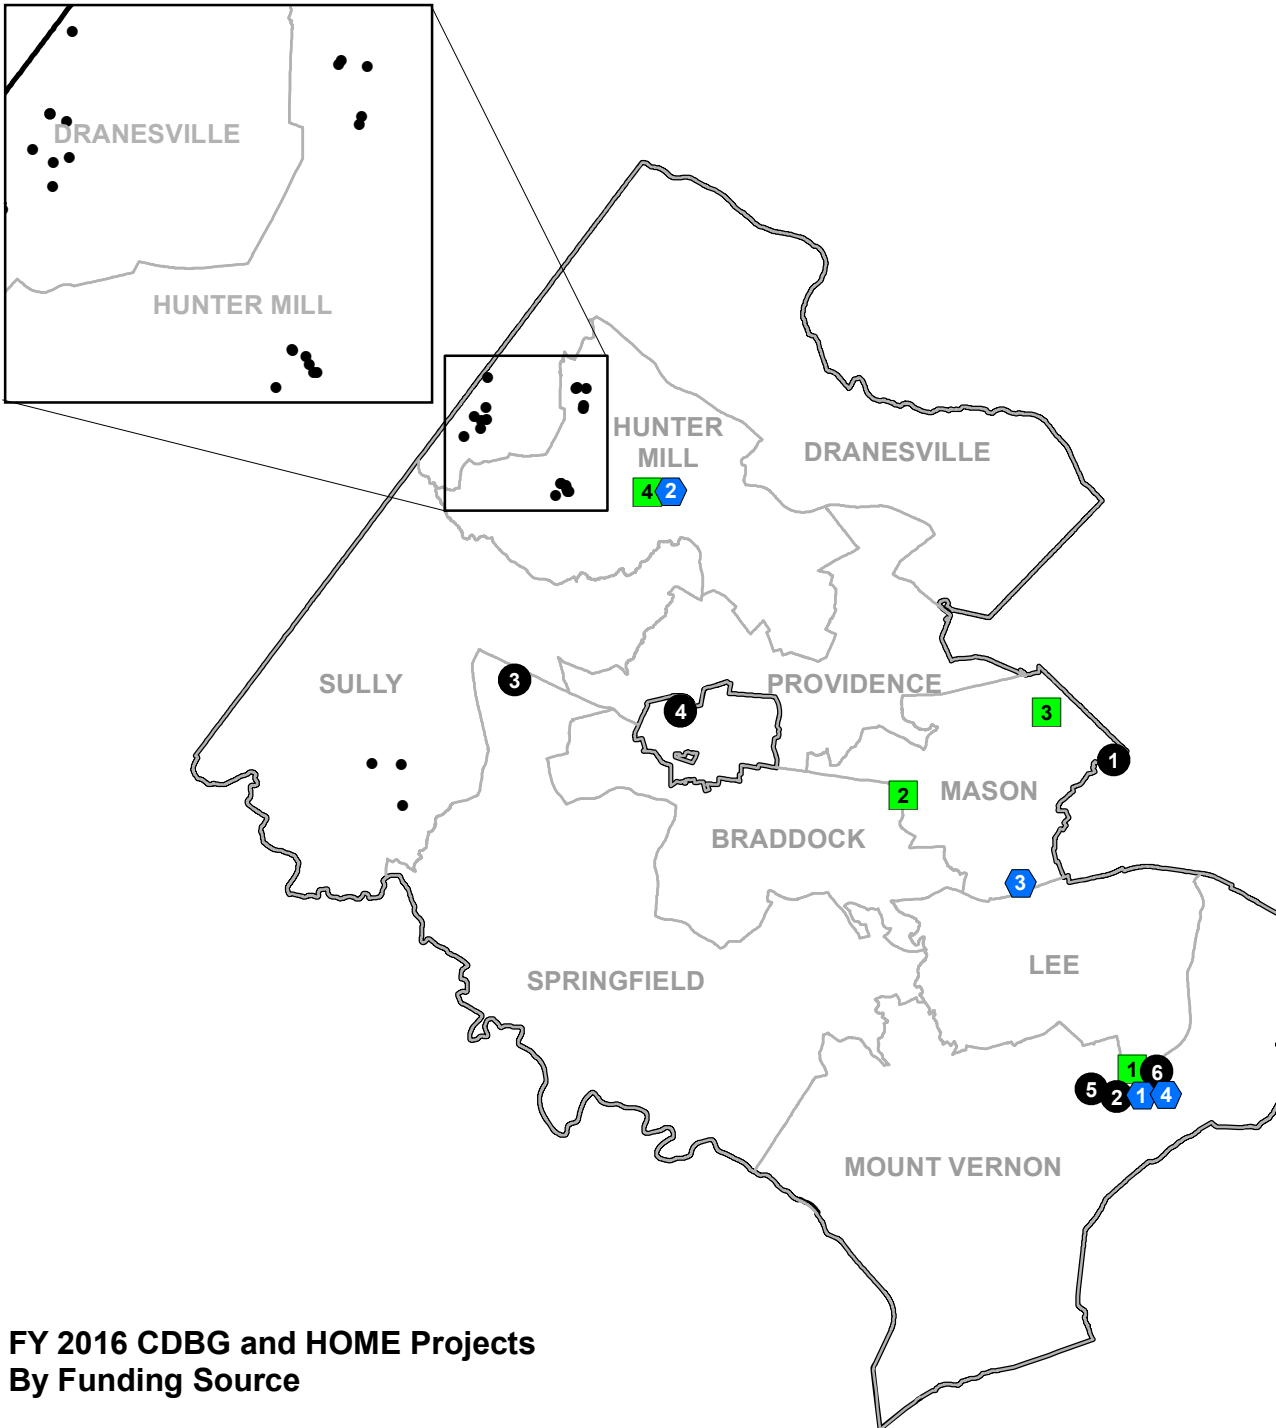 DRANESVILLE
HUNTER MILL
HUNTER
MILL
DRANESVILLE
4
2
SULLY
3
4
PROVIDENCE
3
1
2
MASON
BRADDOCK
3
LEE
SPRINGFIELD
1
6
5
2
1
4
MOUNT VERNON
FY 2016 CDBG and HOME Projects
By Funding Source